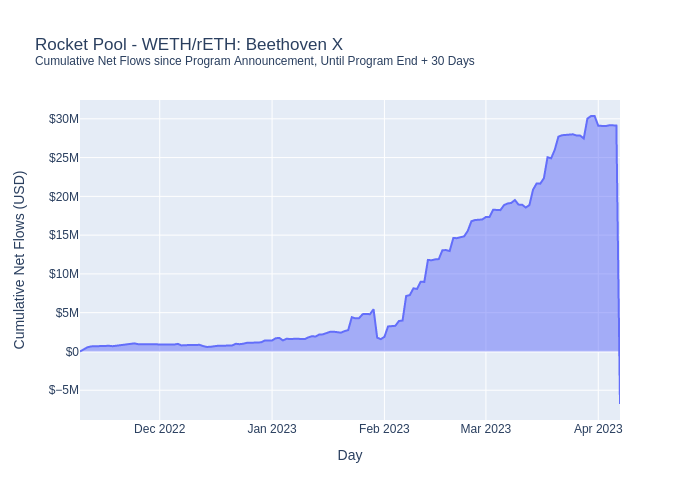 Rocket Pool - WETH/rETH: Beethoven X
Cumulative Net Flows since Program Announcement, Until Program End + 30 Days
Cumulative Net Flows (USD)
$30M
$25M
$20M
$15M
$10M
$5M
$0
$−5M
Dec 2022
Jan 2023
Feb 2023
Mar 2023
Apr 2023
Day